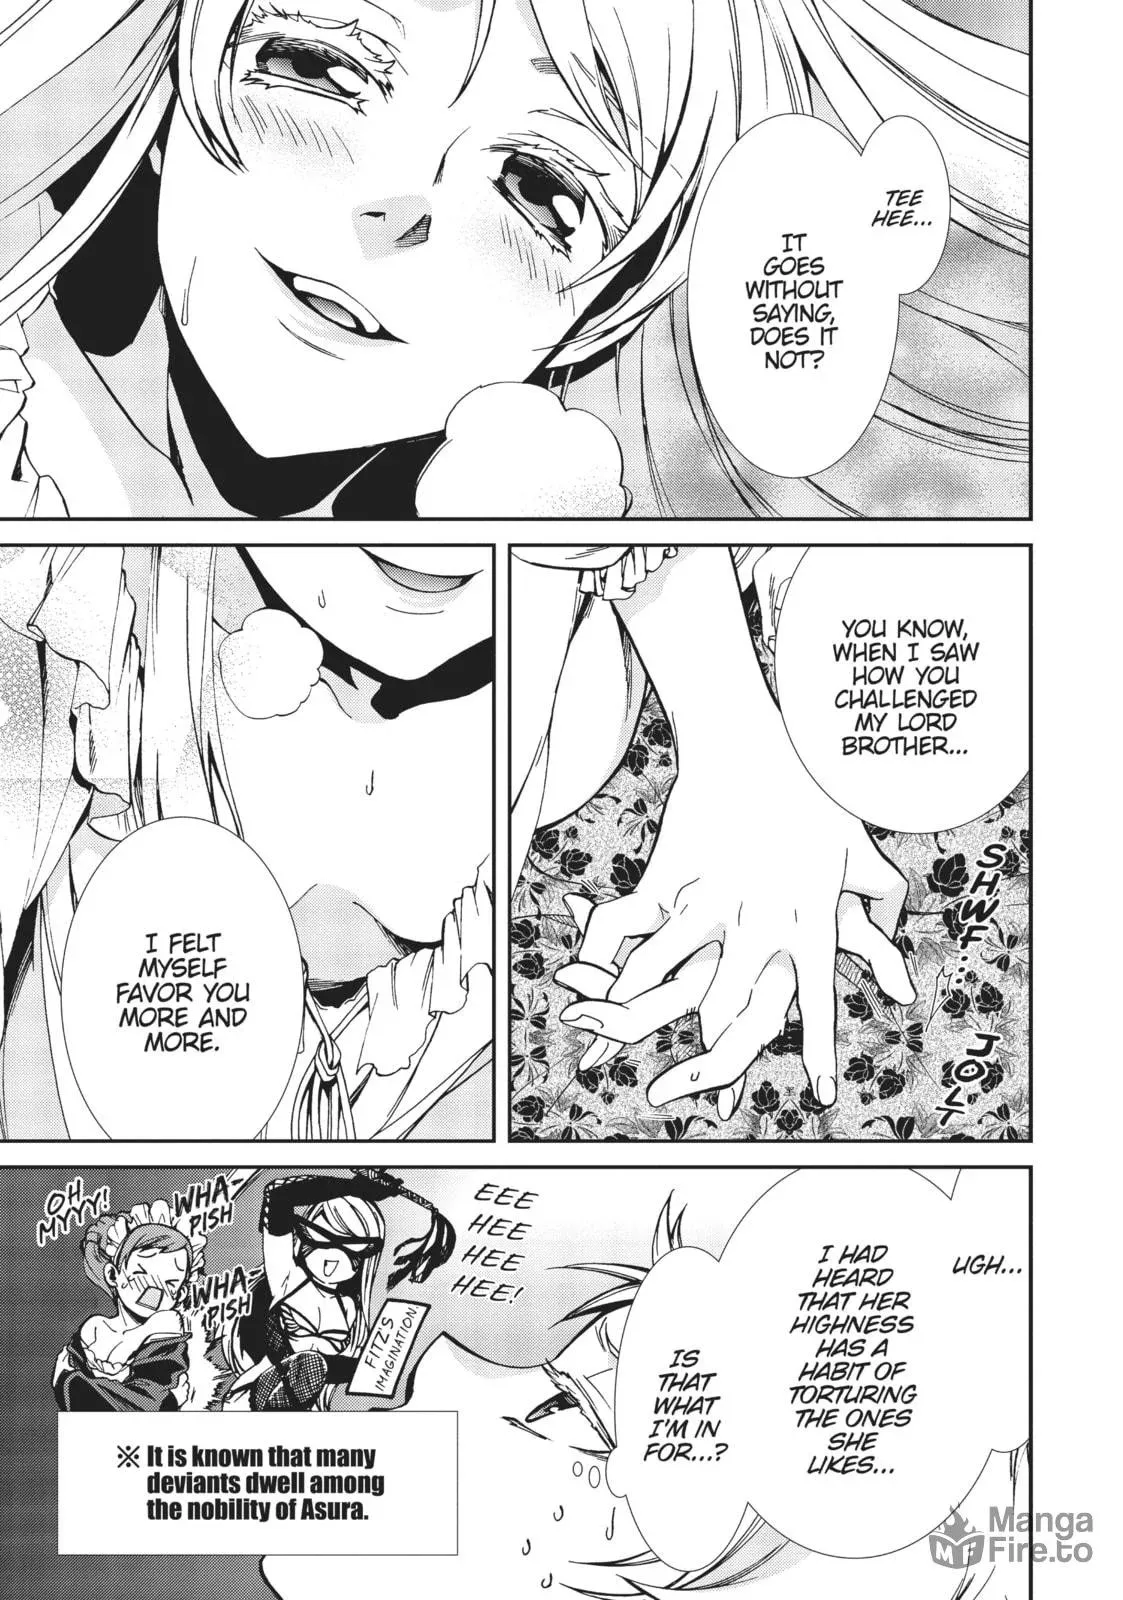 TEE
HEE...
IT
GOES
WITHOUT
SAYING,
DOES IT
NOT?
YOU KNOW,
WHEN I SAW
HOW YOU
CHALLENGED
MY LORD
BROTHER...
SHWF...
JOLT
I FELT
MYSELF
FAVOR YOU
MORE AND
MORE.
UGH...
I HAD
HEARD
THAT HER
HIGHNESS
HAS A
HABIT OF
TORTURING
THE ONES
SHE
LIKES...
IS
THAT
WHAT
I'M IN
FOR...?
EEE
HEE
HEE
HEE!
WHA-
PISH
WHA-
PISH
OH
MYYY!
FITZ'S
IMAGINATION.
※ It is known that many
deviants dwell among
the nobility of Asura.
MF
Manga
Fire.to